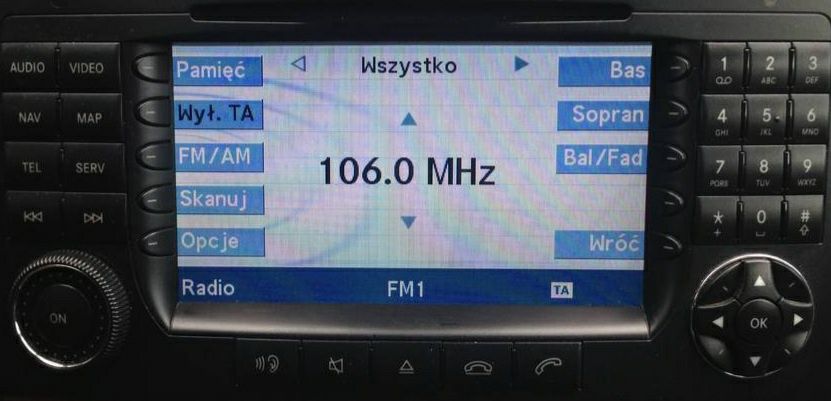 AUDIO VIDEO
NAV MAP
TEL SERV
ON
Pamięć Wszystko Bas
Wył. TA Sopran
FM/AM 106.0 MHz Bal/Fad
Skanuj
Opcje Wróć
Radio FM1 TA
1 2 ABC 3 DEF
4 GHI 5 JKL 6 MNO
7 PQRS 8 TUV 9 WXYZ
* + 0 #
OK